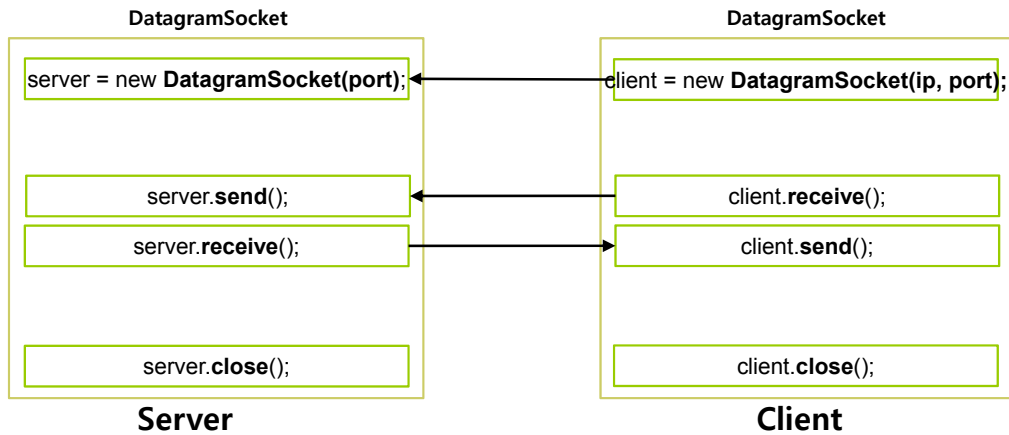 DatagramSocket
DatagramSocket
server = new DatagramSocket(port);
client = new DatagramSocket(ip, port);
server.send();
client.receive();
server.receive();
client.send();
server.close();
client.close();
Server
Client